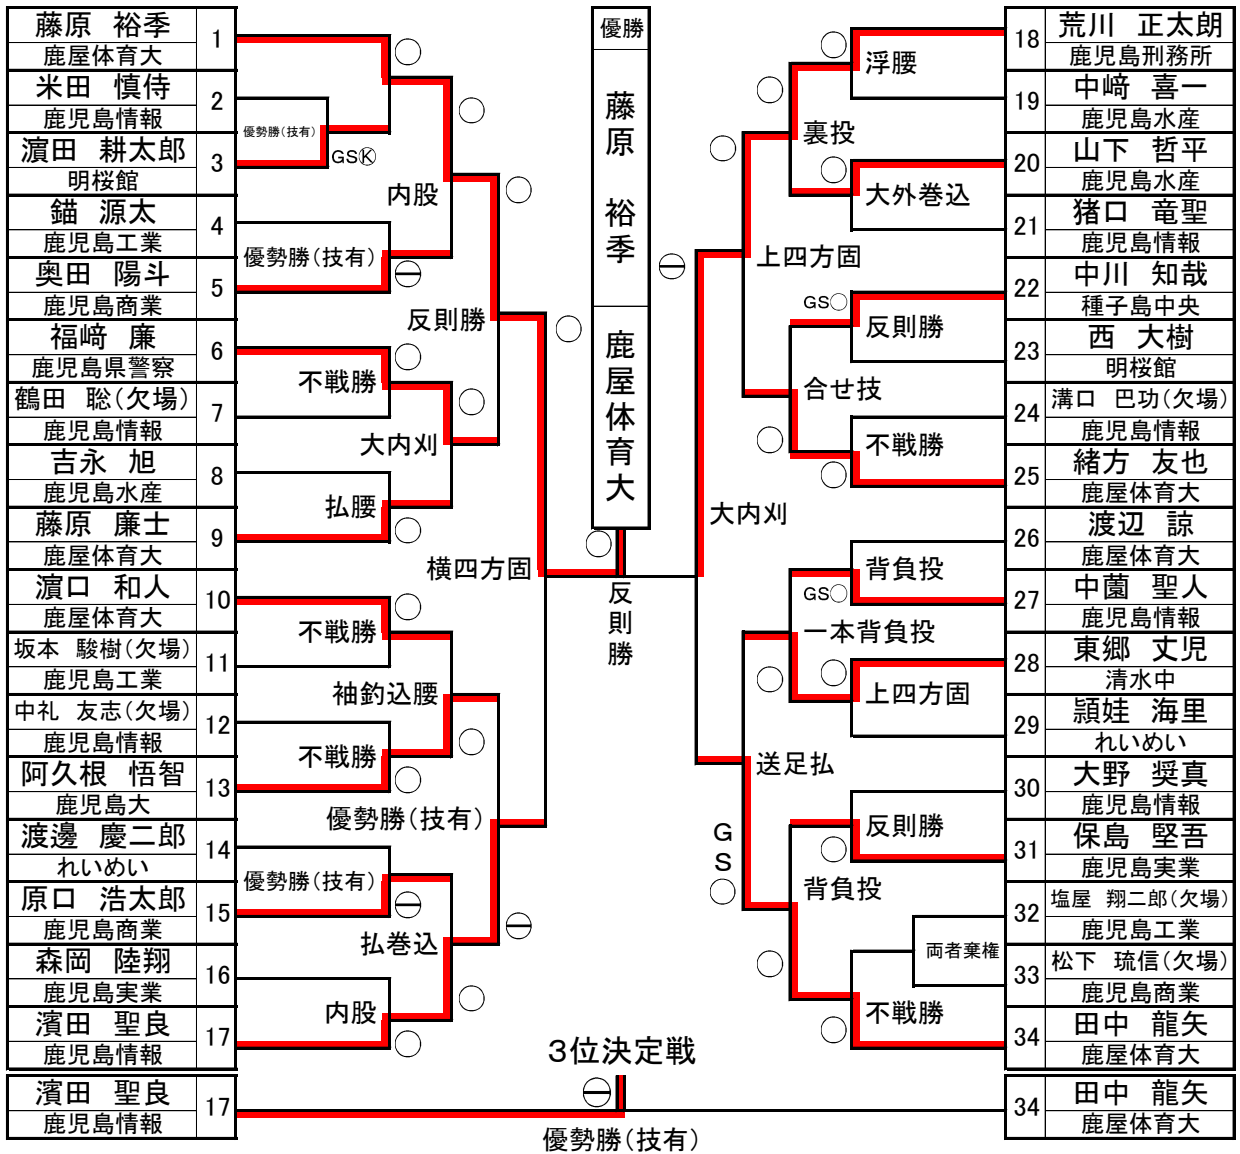 藤原 裕季
1
鹿屋体育大
米田 慎侍
2
鹿児島情報
濵田 耕太郎
3
明桜館
錨 源太
4
鹿児島工業
奥田 陽斗
5
鹿児島商業
福﨑 廉
6
鹿児島県警察
鶴田 聡(欠場)
7
鹿児島情報
吉永 旭
8
鹿児島水産
藤原 廉士
9
鹿屋体育大
濵口 和人
10
鹿屋体育大
坂本 駿樹(欠場)
11
鹿児島工業
中礼 友志(欠場)
12
鹿児島情報
阿久根 悟智
13
鹿児島大
渡邊 慶二郎
14
れいめい
原口 浩太郎
15
鹿児島商業
森岡 陸翔
16
鹿児島実業
濱田 聖良
17
鹿児島情報
優勢勝(技有)
GSⓀ
内股
優勢勝(技有)
反則勝
不戦勝
大内刈
払腰
横四方固
不戦勝
袖釣込腰
不戦勝
優勢勝(技有)
優勢勝(技有)
払巻込
内股
優勝
藤原 裕季
鹿屋体育大
反則勝
浮腰
裏投
大外巻込
上四方固
GS○
反則勝
合せ技
不戦勝
大内刈
背負投
GS○
一本背負投
上四方固
送足払
反則勝
GS
背負投
両者棄権
不戦勝
18
荒川 正太朗
鹿児島刑務所
19
中﨑 喜一
鹿児島水産
20
山下 哲平
鹿児島水産
21
猪口 竜聖
鹿児島情報
22
中川 知哉
種子島中央
23
西 大樹
明桜館
24
溝口 巴功(欠場)
鹿児島情報
25
緒方 友也
鹿屋体育大
26
渡辺 諒
鹿屋体育大
27
中薗 聖人
鹿児島情報
28
東郷 丈児
清水中
29
頴娃 海里
れいめい
30
大野 奨真
鹿児島情報
31
保島 堅吾
鹿児島実業
32
塩屋 翔二郎(欠場)
鹿児島工業
33
松下 琉信(欠場)
鹿児島商業
34
田中 龍矢
鹿屋体育大
3位決定戦
濱田 聖良
17
鹿児島情報
34
田中 龍矢
鹿屋体育大
優勢勝(技有)